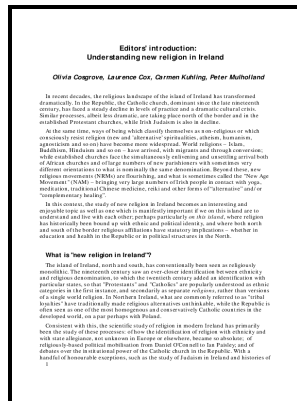 Editors' introduction:
Understanding new religion in Ireland
Olivia Cosgrove, Laurence Cox, Carmen Kuhling, Peter Mulholland
In recent decades, the religious landscape of the island of Ireland has transformed
dramatically. In the Republic, the Catholic church, dominant since the late nineteenth
century, has faced a steady decline in levels of practice and a dramatic cultural crisis.
Similar processes, albeit less dramatic, are taking place north of the border and in the
established Protestant churches, while Irish Judaism is also in decline.
At the same time, ways of being which classify themselves as non-religious or which
consciously resist religion (new and 'alternative' spiritualities, atheism, humanism,
agnosticism and so on) have become more widespread. World religions – Islam,
Buddhism, Hinduism and so on – have arrived, with migrants and through conversion;
while established churches face the simultaneously enlivening and unsettling arrival both
of African churches and of large numbers of new parishioners with sometimes very
different orientations to what is nominally the same denomination. Beyond these, new
religious movements (NRMs) are flourishing, and what is sometimes called the "New Age
Movement" (NAM) – bringing very large numbers of Irish people in contact with yoga,
meditation, traditional Chinese medicine, reiki and other forms of "alternative" and/or
"complementary healing".
In this context, the study of new religion in Ireland becomes an interesting and
enjoyable topic as well as one which is manifestly important if we on this island are to
understand and live with each other; perhaps particularly on this island, where religion
has historically been bound up with ethnic and political identity, and where both north
and south of the border religious affiliations have statutory implications – whether in
education and health in the Republic or in political structures in the North.
What is "new religion in Ireland"?
The island of Ireland, north and south, has conventionally been seen as religiously
monolithic. The nineteenth century saw an ever-closer identification between ethnicity
and religious denomination, to which the twentieth century added an identification with
particular states, so that "Protestants" and "Catholics" are popularly understood as ethnic
categories in the first instance, and secondarily as separate religions, rather than versions
of a single world religion. In Northern Ireland, what are commonly referred to as "tribal
loyalties" have traditionally made religious alternatives unthinkable, while the Republic is
often seen as one of the most homogenous and conservatively Catholic countries in the
developed world, on a par perhaps with Poland.
Consistent with this, the scientific study of religion in modern Ireland has primarily
been the study of these processes: of how the identification of religion with ethnicity and
with state allegiance, not unknown in Europe or elsewhere, became so absolute; of
religiously-based political mobilisation from Daniel O'Connell to Ian Paisley; and of
debates over the institutional power of the Catholic church in the Republic. With a
handful of honourable exceptions, such as the study of Judaism in Ireland and histories of
1